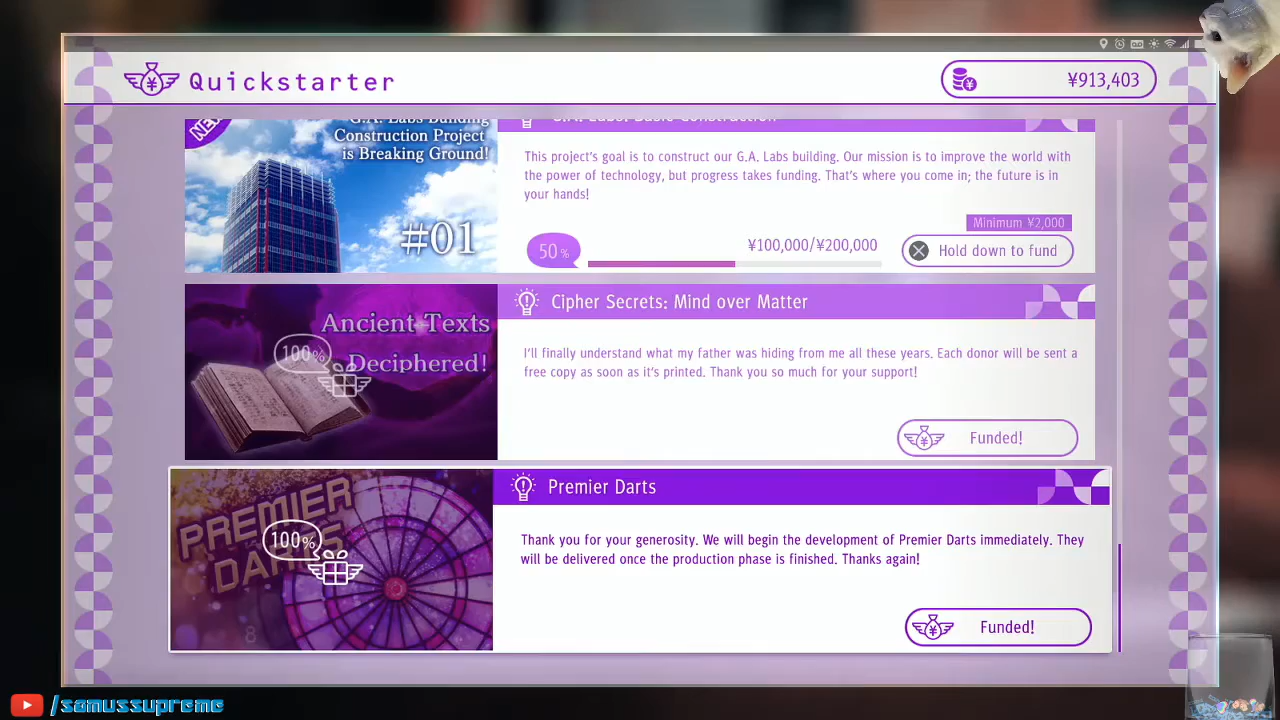 Quickstarter
¥913,403
NEW
G.A. Labs Building
Construction Project
is Breaking Ground!
#01
G.A. Labs: Basic Construction
This project's goal is to construct our G.A. Labs building. Our mission is to improve the world with
the power of technology, but progress takes funding. That's where you come in; the future is in
your hands!
Minimum ¥2,000
50%
¥100,000/¥200,000
Hold down to fund
Ancient Texts
Deciphered!
100%
Cipher Secrets: Mind over Matter
I'll finally understand what my father was hiding from me all these years. Each donor will be sent a
free copy as soon as it's printed. Thank you so much for your support!
Funded!
PREMIER
DARTS
100%
8
Premier Darts
Thank you for your generosity. We will begin the development of Premier Darts immediately. They
will be delivered once the production phase is finished. Thanks again!
Funded!
/samussupreme